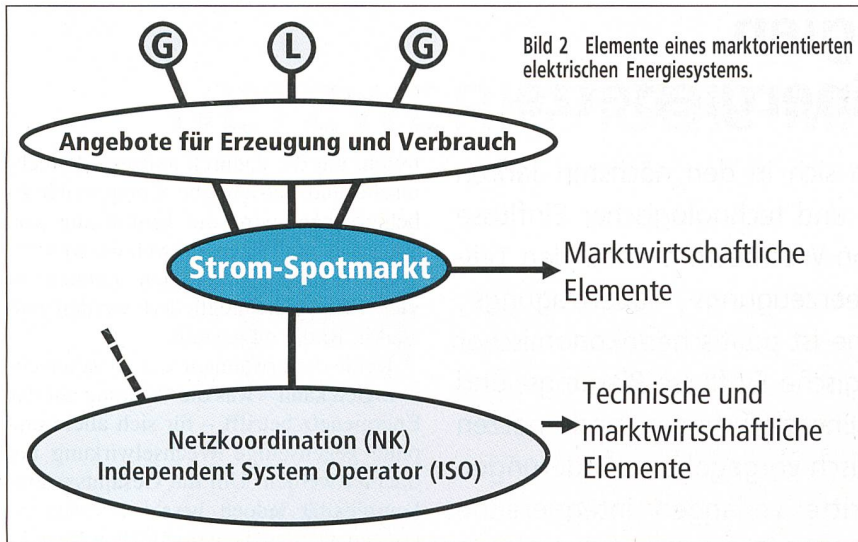 G L G
Bild 2 Elemente eines marktorientierten
elektrischen Energiesystems.
Angebote für Erzeugung und Verbrauch
Strom-Spotmarkt
Marktwirtschaftliche
Elemente
Netzkoordination (NK)
Independent System Operator (ISO)
Technische und
marktwirtschaftliche
Elemente